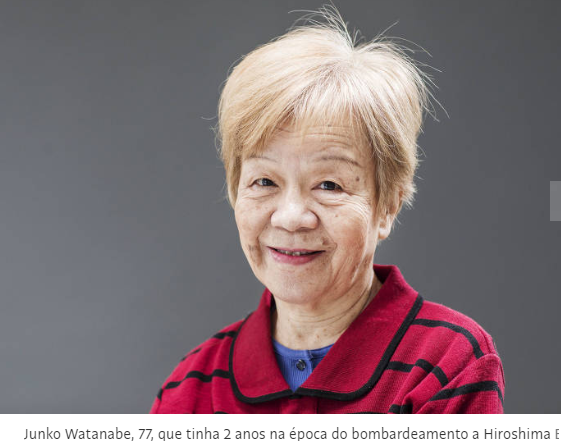 Junko Watanabe, 77, que tinha 2 anos na época do bombardeamento a Hiroshima